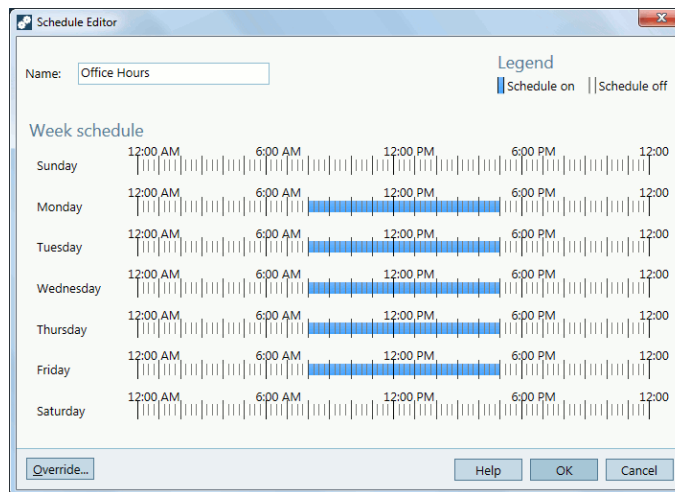 Schedule Editor
Name: Office Hours
Legend
Schedule on Schedule off
Week schedule
12:00 AM 6:00 AM 12:00 PM 6:00 PM 12:00
Sunday
12:00 AM 6:00 AM 12:00 PM 6:00 PM 12:00
Monday
12:00 AM 6:00 AM 12:00 PM 6:00 PM 12:00
Tuesday
12:00 AM 6:00 AM 12:00 PM 6:00 PM 12:00
Wednesday
12:00 AM 6:00 AM 12:00 PM 6:00 PM 12:00
Thursday
12:00 AM 6:00 AM 12:00 PM 6:00 PM 12:00
Friday
12:00 AM 6:00 AM 12:00 PM 6:00 PM 12:00
Saturday
Override... Help OK Cancel